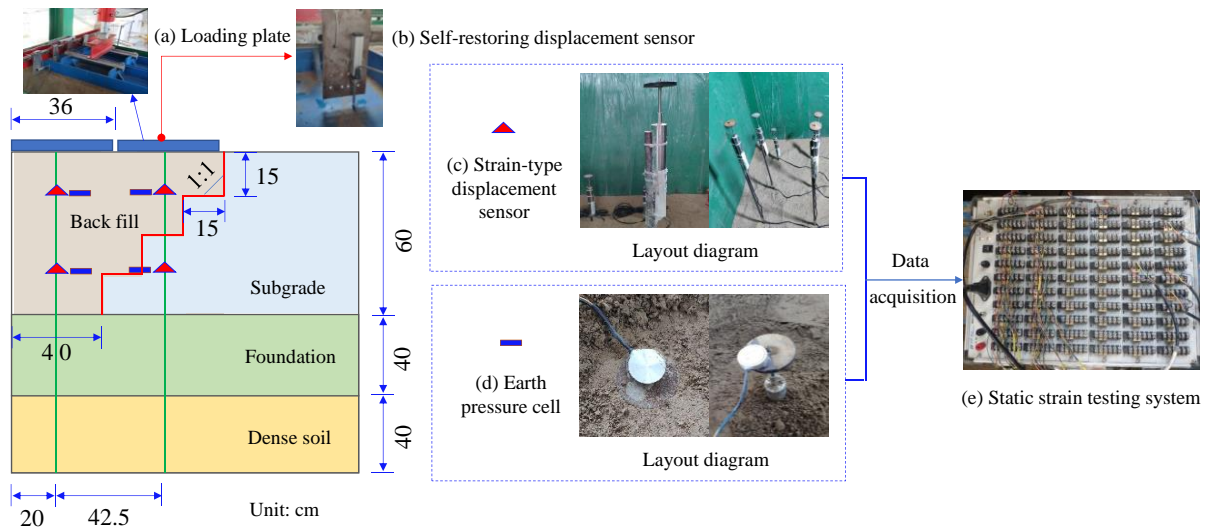 (a) Loading plate
(b) Self-restoring displacement sensor
36
1:1
15
15
Back fill
60
Subgrade
40
Foundation
40
Dense soil
40
20
42.5
Unit: cm
(c) Strain-type
displacement
sensor
Layout diagram
(d) Earth
pressure cell
Layout diagram
Data
acquisition
(e) Static strain testing system